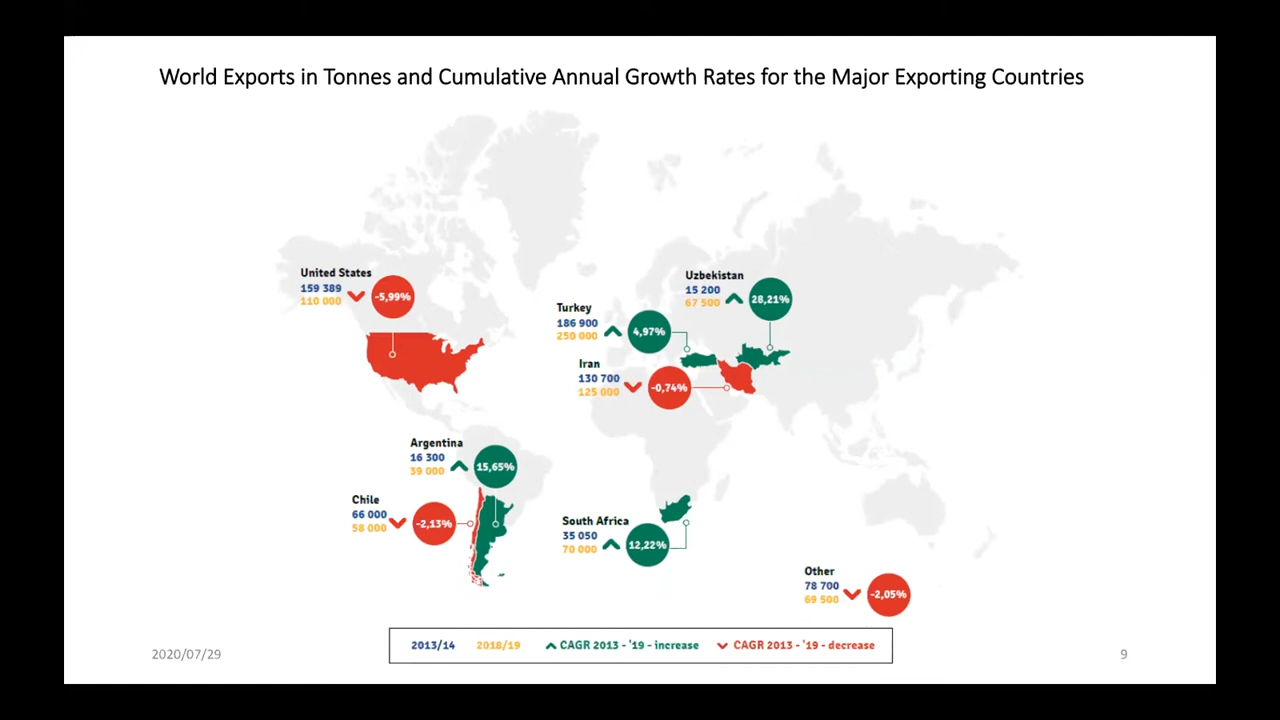 World Exports in Tonnes and Cumulative Annual Growth Rates for the Major Exporting Countries
United States
159 389
110 000
-5,99%
Uzbekistan
15 200
67 500
28,21%
Turkey
186 900
250 000
4,97%
Iran
130 700
125 000
-0,74%
Argentina
16 300
39 000
15,65%
Chile
66 000
58 000
-2,13%
South Africa
35 050
70 000
12,22%
Other
78 700
69 500
-2,05%
2013/14 2018/19 CAGR 2013 - '19 - increase CAGR 2013 - '19 - decrease
2020/07/29
9